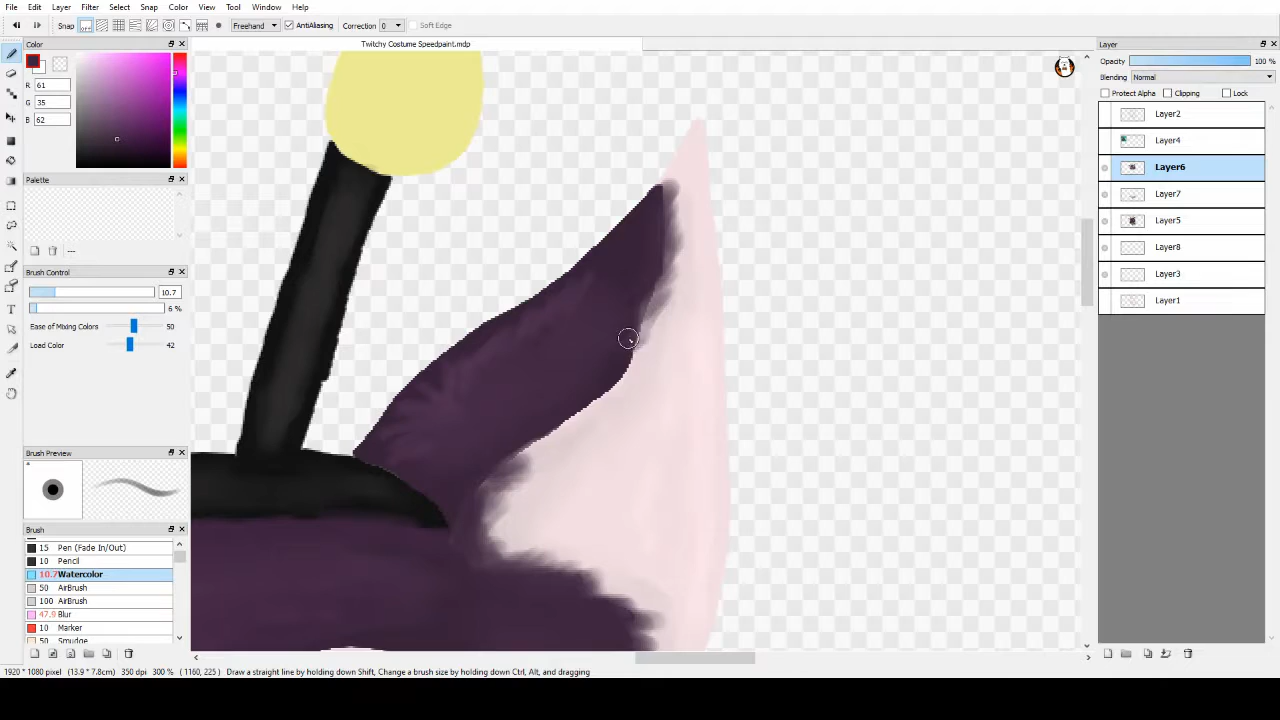 File Edit Layer Filter Select Snap Color View Tool Window Help
Snap Freehand AntiAliasing Correction 0 Soft Edge
Color
Twitchy Costume Speedpaint.mdp
Layer
R 61
G 35
B 62
Opacity 100 %
Blending Normal
Protect Alpha Clipping Lock
Layer2
Layer4
Layer6
Layer7
Layer5
Layer8
Layer3
Layer1
Palette
---
Brush Control
10.7
6 %
Ease of Mixing Colors 50
Load Color 42
Brush Preview
Brush
15 Pen (Fade In/Out)
10 Pencil
10.7 Watercolor
50 AirBrush
100 AirBrush
47.9 Blur
10 Marker
50 Smudge
1920 * 1080 pixel (13.9 * 7.8cm) 350 dpi 300 % ( 1160, 225 ) Draw a straight line by holding down Shift, Change a brush size by holding down Ctrl, Alt, and dragging